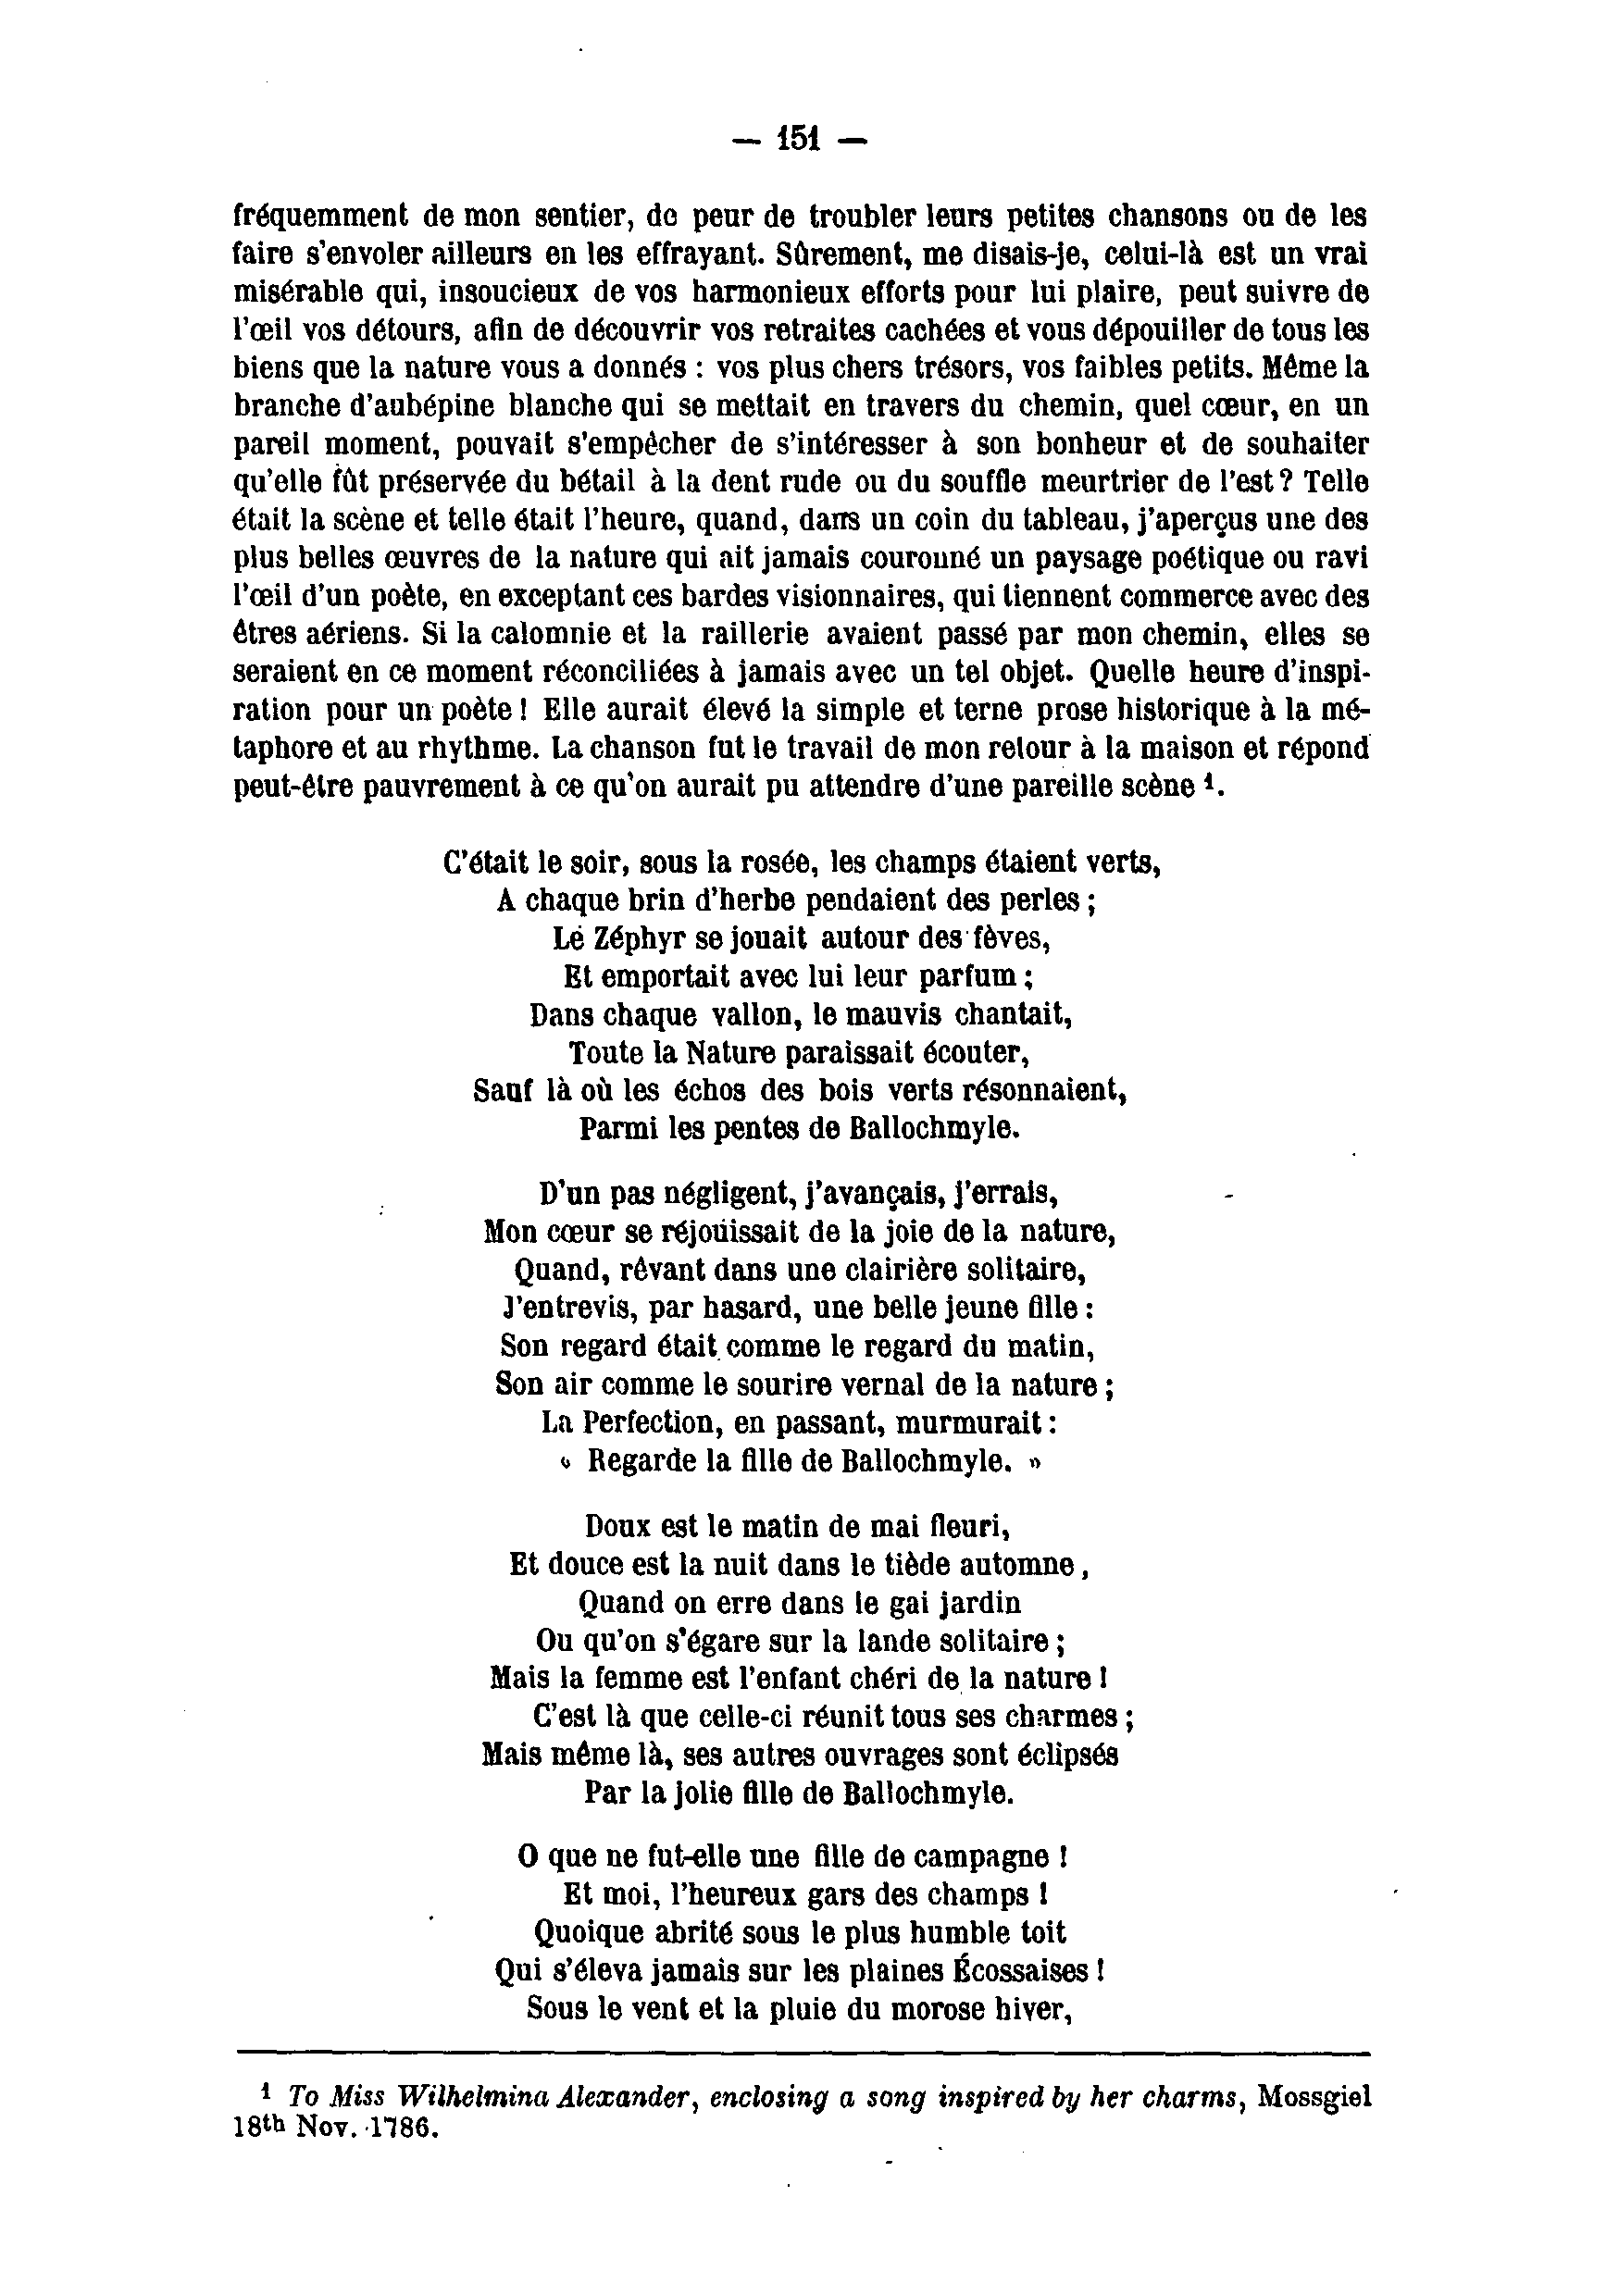 — 151 —
fréquemment de mon sentier, de peur de troubler leurs petites chansons ou de les
faire s'envoler ailleurs en les effrayant. Sûrement, me disais-je, celui-là est un vrai
misérable qui, insoucieux de vos harmonieux efforts pour lui plaire, peut suivre de
l'œil vos détours, afin de découvrir vos retraites cachées et vous dépouiller de tous les
biens que la nature vous a donnés : vos plus chers trésors, vos faibles petits. Même la
branche d'aubépine blanche qui se mettait en travers du chemin, quel cœur, en un
pareil moment, pouvait s'empêcher de s'intéresser à son bonheur et de souhaiter
qu'elle fût préservée du bétail à la dent rude ou du souffle meurtrier de l'est ? Telle
était la scène et telle était l'heure, quand, dans un coin du tableau, j'aperçus une des
plus belles œuvres de la nature qui ait jamais couronné un paysage poétique ou ravi
l'œil d'un poète, en exceptant ces bardes visionnaires, qui tiennent commerce avec des
êtres aériens. Si la calomnie et la raillerie avaient passé par mon chemin, elles se
seraient en ce moment réconciliées à jamais avec un tel objet. Quelle heure d'inspi-
ration pour un poète ! Elle aurait élevé la simple et terne prose historique à la mé-
taphore et au rhythme. La chanson fut le travail de mon retour à la maison et répond
peut-être pauvrement à ce qu'on aurait pu attendre d'une pareille scène ¹.
C'était le soir, sous la rosée, les champs étaient verts,
A chaque brin d'herbe pendaient des perles ;
Le Zéphyr se jouait autour des fèves,
Et emportait avec lui leur parfum ;
Dans chaque vallon, le mauvis chantait,
Toute la Nature paraissait écouter,
Sauf là où les échos des bois verts résonnaient,
Parmi les pentes de Ballochmyle.
D'un pas négligent, j'avançais, j'errais,
Mon cœur se réjouissait de la joie de la nature,
Quand, rêvant dans une clairière solitaire,
J'entrevis, par hasard, une belle jeune fille :
Son regard était comme le regard du matin,
Son air comme le sourire vernal de la nature ;
La Perfection, en passant, murmurait :
« Regarde la fille de Ballochmyle. »
Doux est le matin de mai fleuri,
Et douce est la nuit dans le tiède automne,
Quand on erre dans le gai jardin
Ou qu'on s'égare sur la lande solitaire ;
Mais la femme est l'enfant chéri de la nature !
C'est là que celle-ci réunit tous ses charmes ;
Mais même là, ses autres ouvrages sont éclipsés
Par la jolie fille de Ballochmyle.
O que ne fut-elle une fille de campagne !
Et moi, l'heureux gars des champs !
Quoique abrité sous le plus humble toit
Qui s'éleva jamais sur les plaines Écossaises !
Sous le vent et la pluie du morose hiver,
¹ To Miss Wilhelmina Alexander, enclosing a song inspired by her charms, Mossgiel
18th Nov. 1786.